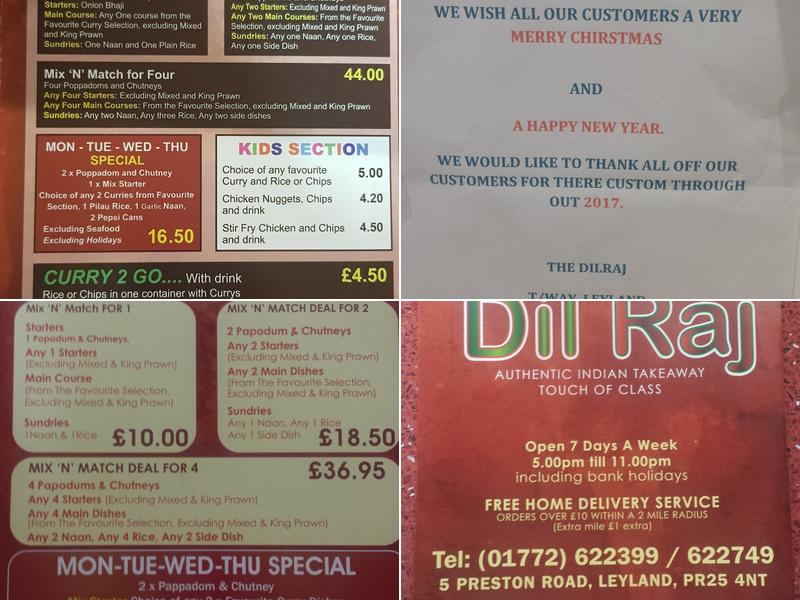 Starters: Onion Bhaji
Main Course: Any One course from the
Favourite Curry Selection, excluding Mixed
and King Prawn
Sundries: One Naan and One Plain Rice
Any Two Starters: Excluding Mixed and King Prawn
Any Two Main Courses: From the Favourite
Selection, excluding Mixed and King Prawn
Sundries: Any one Naan, Any one Rice,
Any one Side Dish
Mix 'N' Match for Four 44.00
Four Poppadoms and Chutneys
Any Four Starters: Excluding Mixed and King Prawn
Any Four Main Courses: From the Favourite Selection, excluding Mixed and King Prawn
Sundries: Any two Naan, Any three Rice, Any two side dishes
MON - TUE - WED - THU
SPECIAL
2 x Poppadom and Chutney
1 x Mix Starter
Choice of any 2 Curries from Favourite
Section, 1 Pilau Rice, 1 Garlic Naan,
2 Pepsi Cans
Excluding Seafood
Excluding Holidays 16.50
KIDS SECTION
Choice of any favourite
Curry and Rice or Chips 5.00
Chicken Nuggets, Chips
and drink 4.20
Stir Fry Chicken and Chips
and drink 4.50
CURRY 2 GO.... With drink £4.50
Rice or Chips in one container with Currys
WE WISH ALL OUR CUSTOMERS A VERY
MERRY CHIRSTMAS
AND
A HAPPY NEW YEAR.
WE WOULD LIKE TO THANK ALL OFF OUR
CUSTOMERS FOR THERE CUSTOM THROUGH
OUT 2017.
THE DILRAJ
T/WAY, LEYLAND
Mix 'N' Match FOR 1
Starters
1 Papadum & Chutneys,
Any 1 Starters
(Excluding Mixed & King Prawn)
Main Course
(From The Favourite Selection,
Excluding Mixed & King Prawn)
Sundries
1Naan & 1Rice £10.00
MIX 'N' MATCH DEAL FOR 2
2 Papodum & Chutneys
Any 2 Starters
(Excluding Mixed & King Prawn)
Any 2 Main Dishes
(From The Favourite Selection,
Excluding Mixed & King Prawn)
Sundries
Any 1 Naan, Any 1 Rice
Any 1 Side Dish £18.50
MIX 'N' MATCH DEAL FOR 4 £36.95
4 Papodums & Chutneys
Any 4 Starters (Excluding Mixed & King Prawn)
Any 4 Main Dishes
(From The Favourite Selection, Excluding Mixed & King Prawn)
Any 2 Naan, Any 4 Rice, Any 2 Side Dish
MON-TUE-WED-THU SPECIAL
2 x Pappadom & Chutney
Dil Raj
AUTHENTIC INDIAN TAKEAWAY
TOUCH OF CLASS
Open 7 Days A Week
5.00pm till 11.00pm
including bank holidays
FREE HOME DELIVERY SERVICE
ORDERS OVER £10 WITHIN A 2 MILE RADIUS
(Extra mile £1 extra)
Tel: (01772) 622399 / 622749
5 PRESTON ROAD, LEYLAND, PR25 4NT